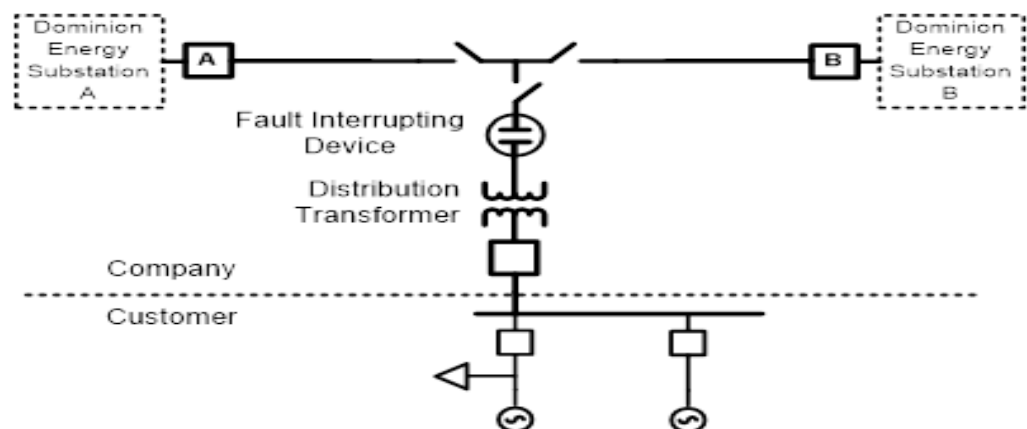 Dominion
Energy
Substation
A
A
B
Dominion
Energy
Substation
B
Fault Interrupting
Device
Distribution
Transformer
Company
Customer